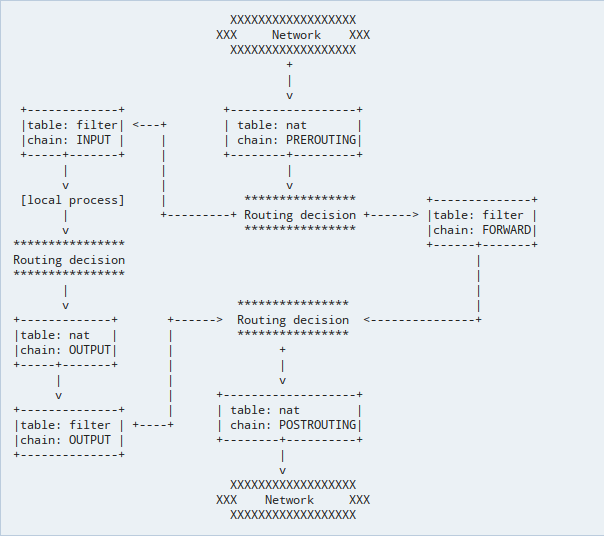 XXXXXXXXXXXXXXXXXX
                             XXX     Network    XXX
                               XXXXXXXXXXXXXXXXXX
                                       +
                                       |
                                       v
 +-------------+              +------------------+
 |table: filter| <---+        | table: nat       |
 |chain: INPUT |     |        | chain: PREROUTING|
 +-----+-------+     |        +--------+---------+
       |             |                 |
       v             |                 v
 [local process]     |           ****************          +--------------+
       |             +---------+ Routing decision +------> |table: filter |
       v                         ****************          |chain: FORWARD|
****************                                           +------+-------+
Routing decision                                                  |
****************                                                  |
       |                                                          |
       v                        ****************                  |
+-------------+       +------>  Routing decision  <---------------+
|table: nat   |       |         ****************
|chain: OUTPUT|       |               +
+-----+-------+       |               |
      |               |               v
      v               |      +-------------------+
+--------------+      |      | table: nat        |
|table: filter | +----+      | chain: POSTROUTING|
|chain: OUTPUT |             +--------+----------+
+--------------+                      |
                                      v
                               XXXXXXXXXXXXXXXXXX
                             XXX    Network     XXX
                               XXXXXXXXXXXXXXXXXX